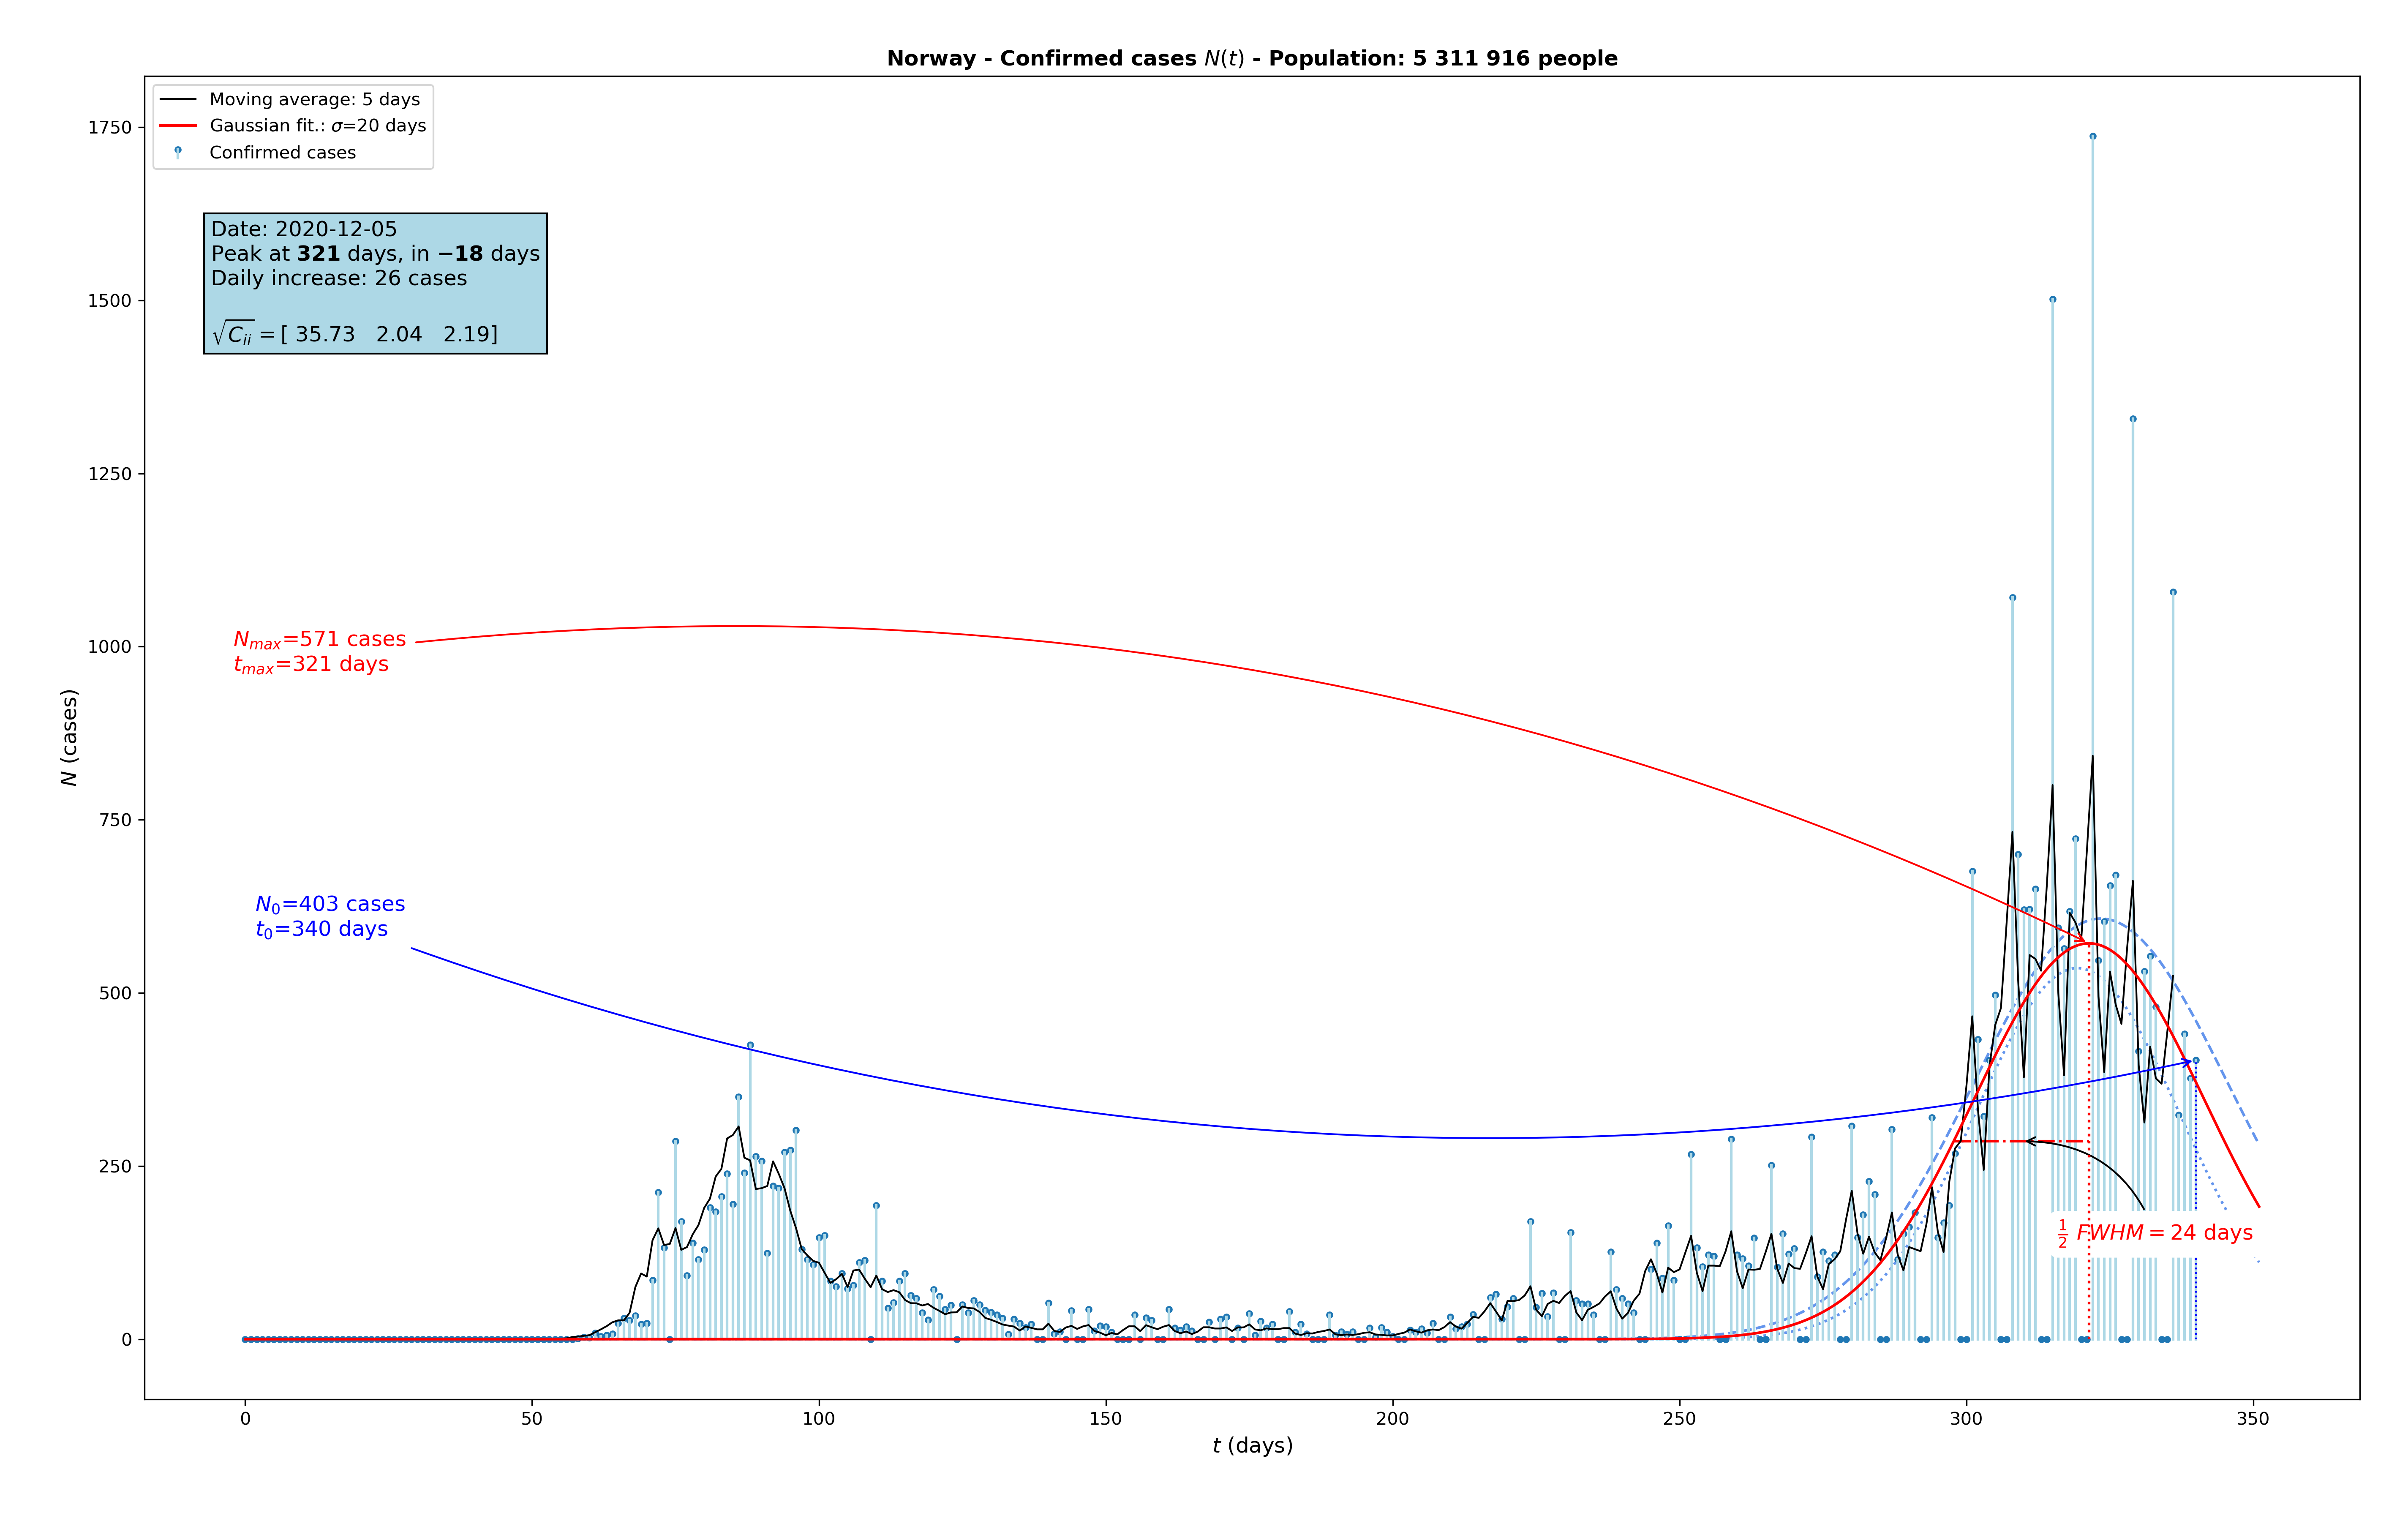 Norway - Confirmed cases N(t) - Population: 5 311 916 people
Moving average: 5 days
Gaussian fit.: σ=20 days
Confirmed cases
Date: 2020-12-05
Peak at 321 days, in −18 days
Daily increase: 26 cases
√C_ii = [ 35.73 2.04 2.19]
N_max=571 cases
t_max=321 days
N_0=403 cases
t_0=340 days
½ FWHM = 24 days
N (cases)
1750
1500
1250
1000
750
500
250
0
0 50 100 150 200 250 300 350
t (days)